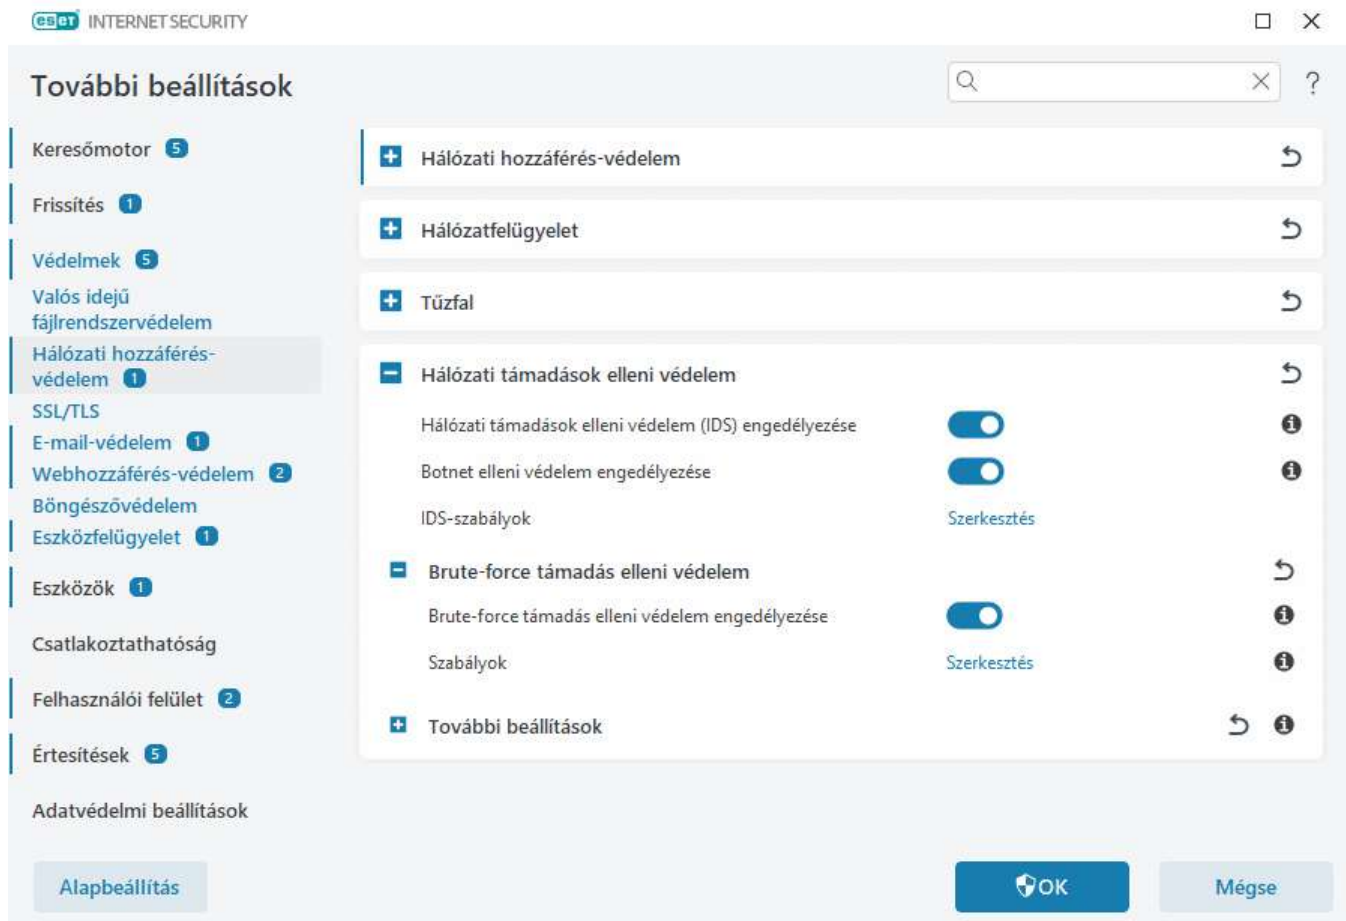 eset INTERNET SECURITY
További beállítások
?
Keresőmotor 5
Frissítés 1
Védelmek 5
Valós idejű
fájlrendszervédelem
Hálózati hozzáférés-
védelem 1
SSL/TLS
E-mail-védelem 1
Webhozzáférés-védelem 2
Böngészővédelem
Eszközfelügyelet 1
Eszközök 1
Csatlakoztathatóság
Felhasználói felület 2
Értesítések 5
Adatvédelmi beállítások
Hálózati hozzáférés-védelem
Hálózatfelügyelet
Tűzfal
Hálózati támadások elleni védelem
Hálózati támadások elleni védelem (IDS) engedélyezése
Botnet elleni védelem engedélyezése
IDS-szabályok Szerkesztés
Brute-force támadás elleni védelem
Brute-force támadás elleni védelem engedélyezése
Szabályok Szerkesztés
További beállítások
Alapbeállítás
OK
Mégse